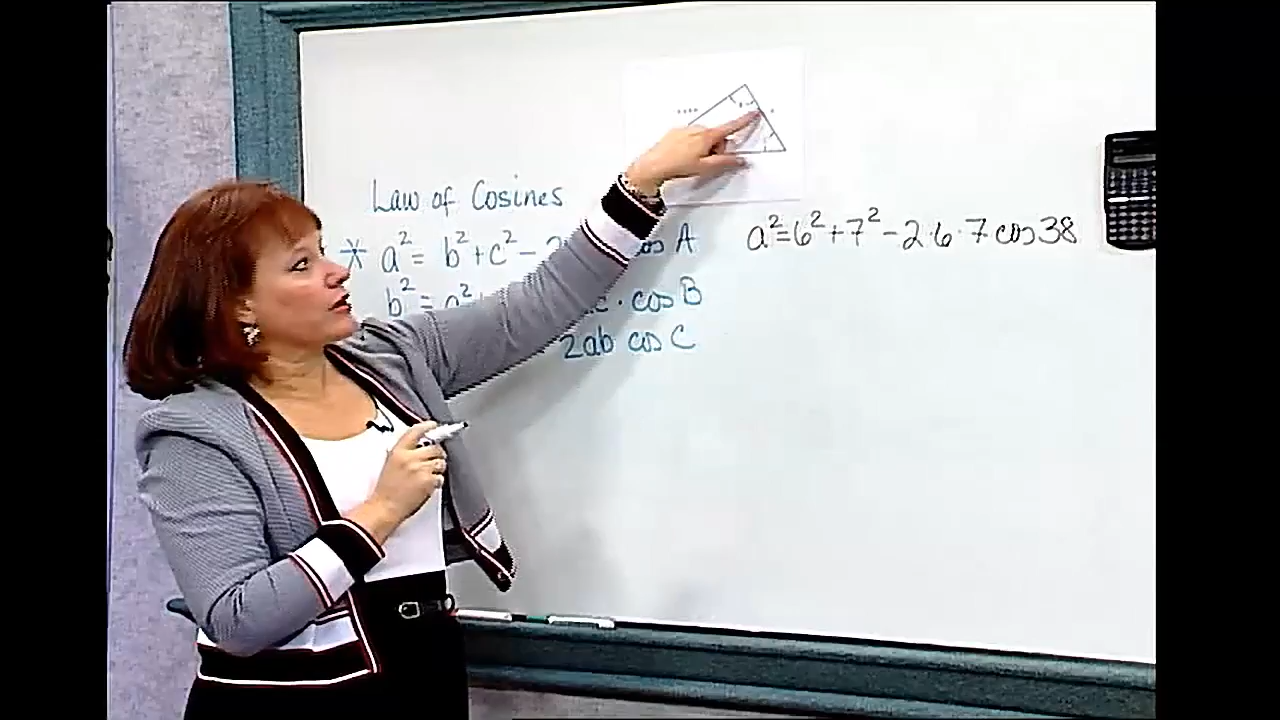 Law of Cosines
* a² = b² + c² - cos A
b² = a² c · cos B
2ab cos C
a² = 6² + 7² - 2·6·7 cos 38